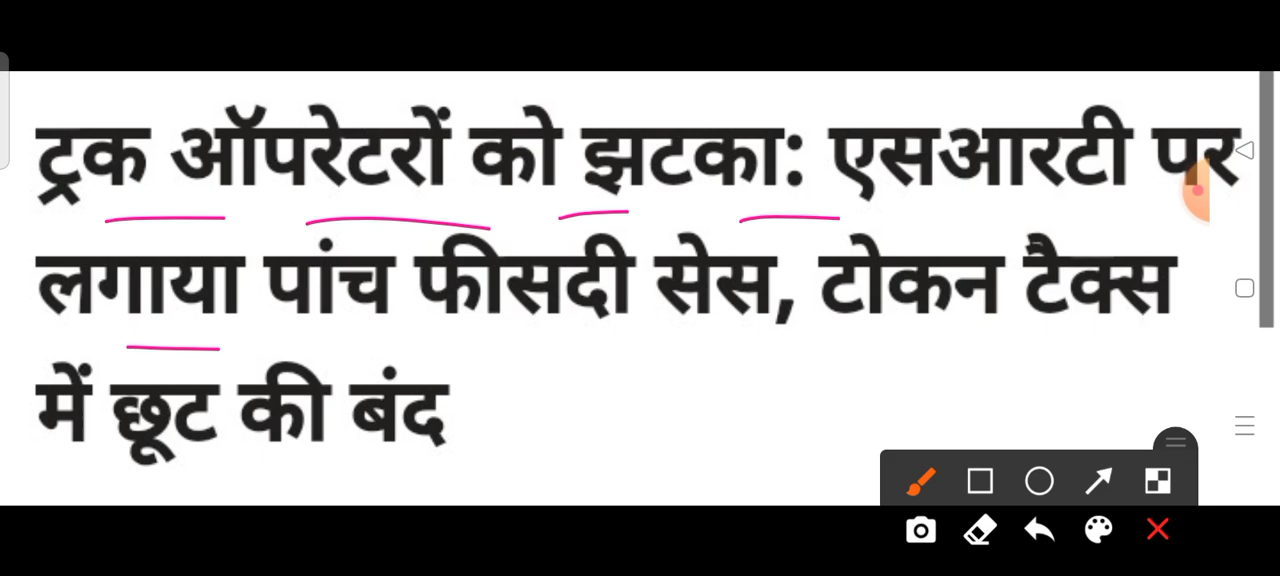 ट्रक ऑपरेटरों को झटका: एसआरटी पर
लगाया पांच फीसदी सेस, टोकन टैक्स
में छूट की बंद